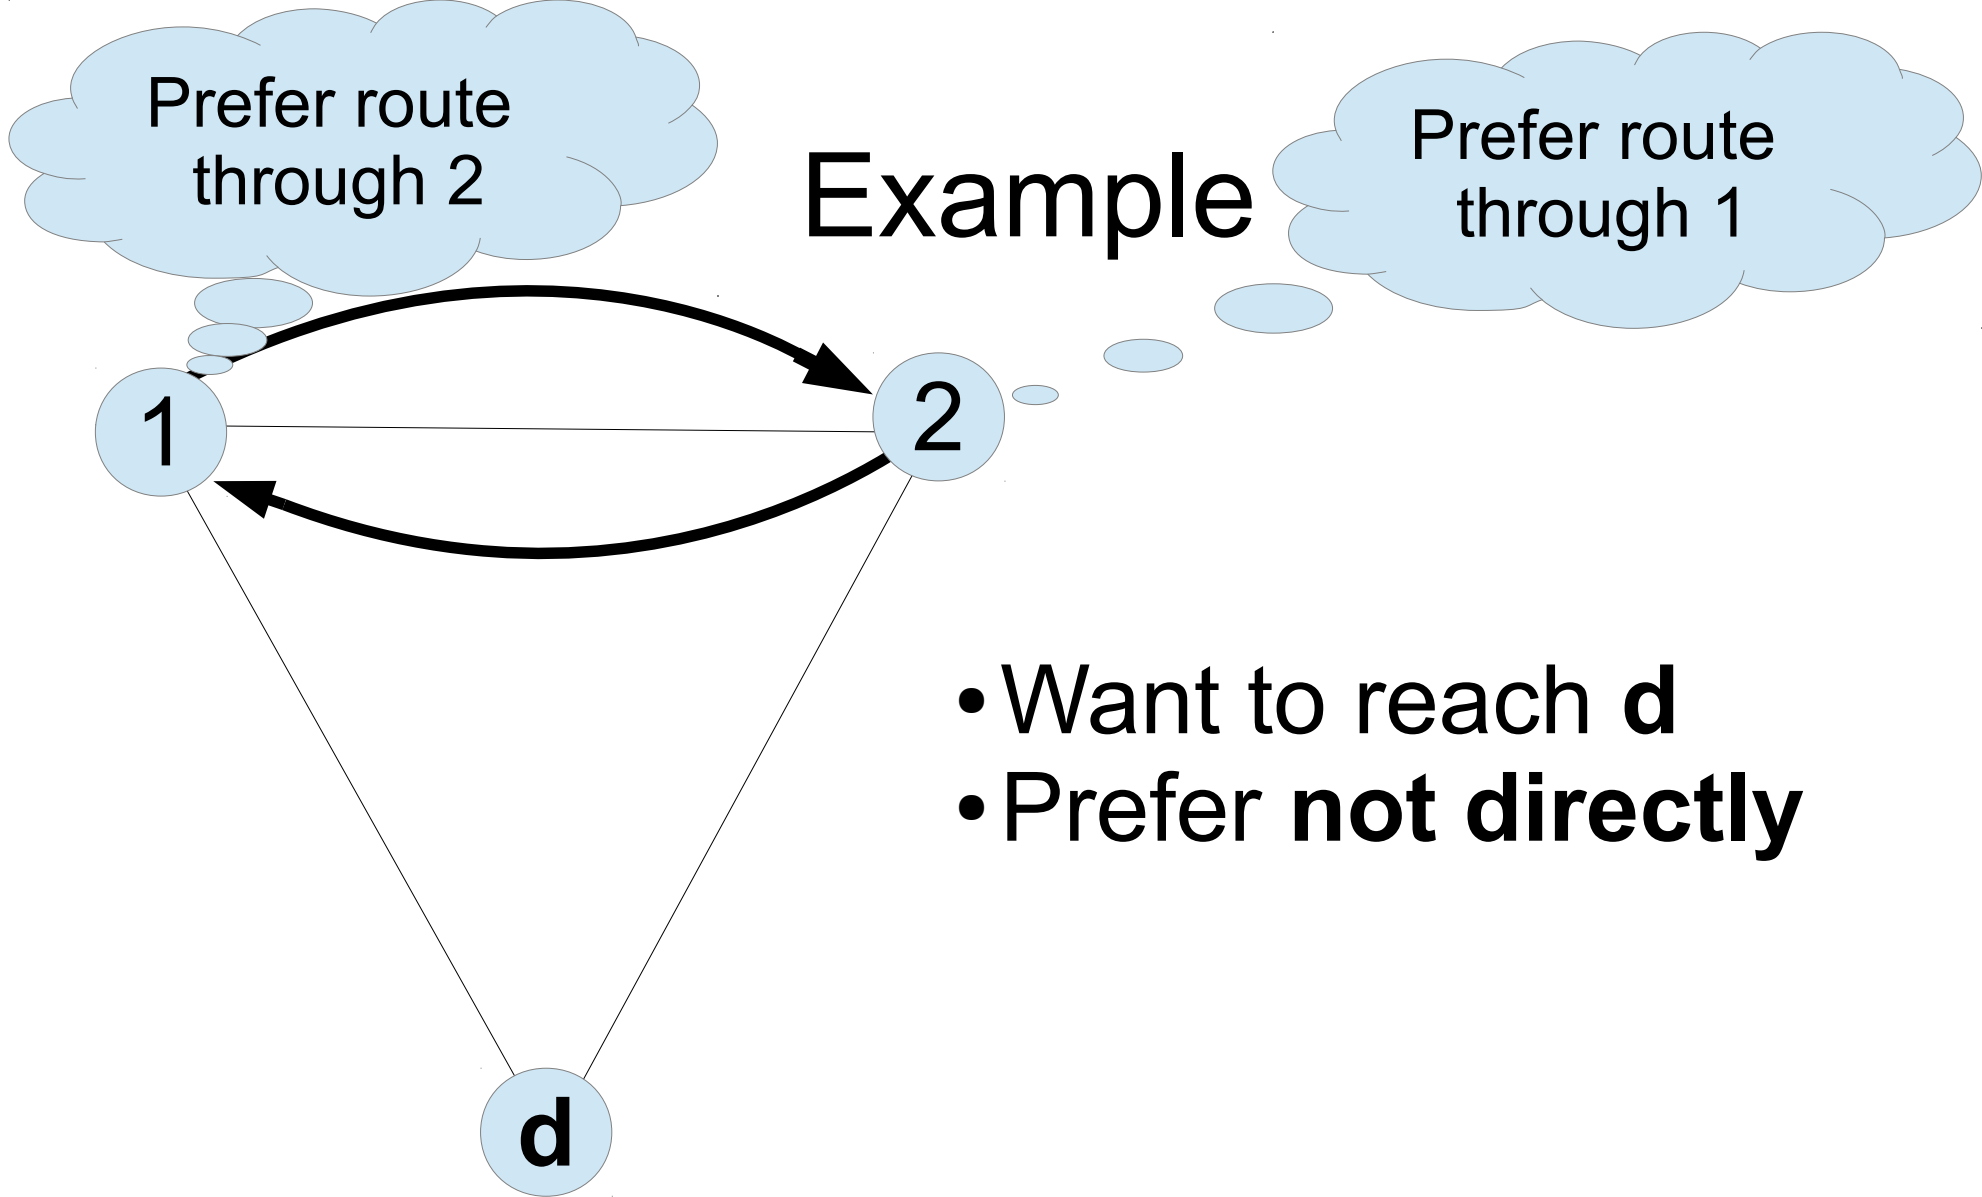 Prefer route
through 2
Example
Prefer route
through 1
1
2
•Want to reach d
•Prefer not directly
d